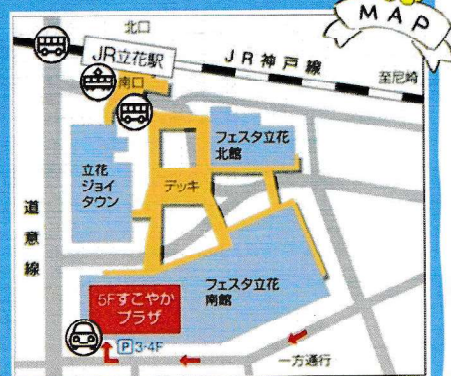 MAP
北口
JR立花駅
JR神戸線
至尼崎
南口
フェスタ立花
北館
立花
ジョイ
タウン
デッキ
道意線
フェスタ立花
南館
5Fすこやか
プラザ
P 3・4F
一方通行